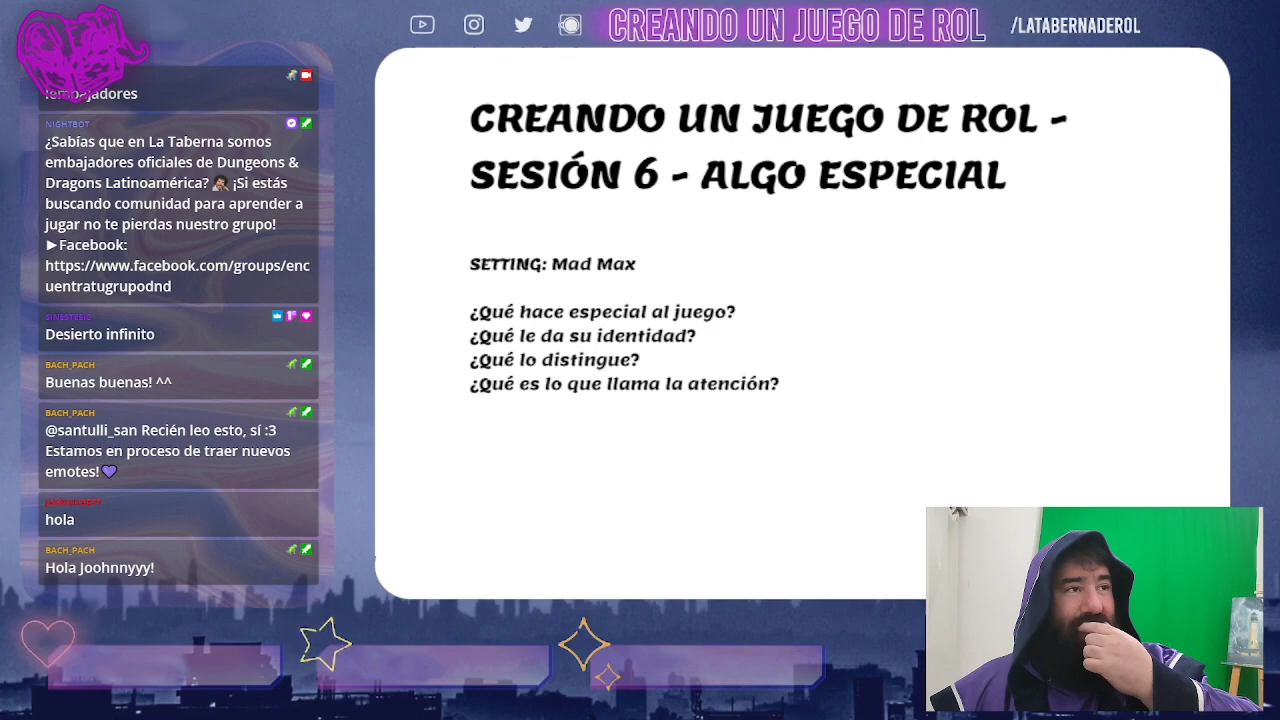 CREANDO UN JUEGO DE ROL
/LATABERNADEROL
embajadores
NIGHTBOT
¿Sabías que en La Taberna somos
embajadores oficiales de Dungeons &
Dragons Latinoamérica? ¡Si estás
buscando comunidad para aprender a
jugar no te pierdas nuestro grupo!
►Facebook:
https://www.facebook.com/groups/enc
uentratugrupodnd
SINESTESIO
Desierto infinito
BACH_PACH
Buenas buenas! ^^
BACH_PACH
@santulli_san Recién leo esto, sí :3
Estamos en proceso de traer nuevos
emotes!💜
hola
BACH_PACH
Hola Joohnnyyy!
CREANDO UN JUEGO DE ROL -
SESIÓN 6 - ALGO ESPECIAL
SETTING: Mad Max
¿Qué hace especial al juego?
¿Qué le da su identidad?
¿Qué lo distingue?
¿Qué es lo que llama la atención?